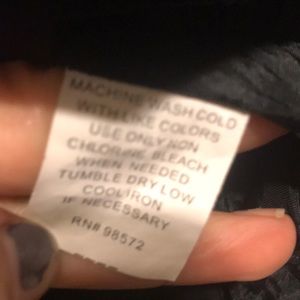 MACHINE WASH COLD
WITH LIKE COLORS
USE ONLY NON
CHLORINE BLEACH
WHEN NEEDED
TUMBLE DRY LOW
COOL IRON
IF NECESSARY
RN# 98572